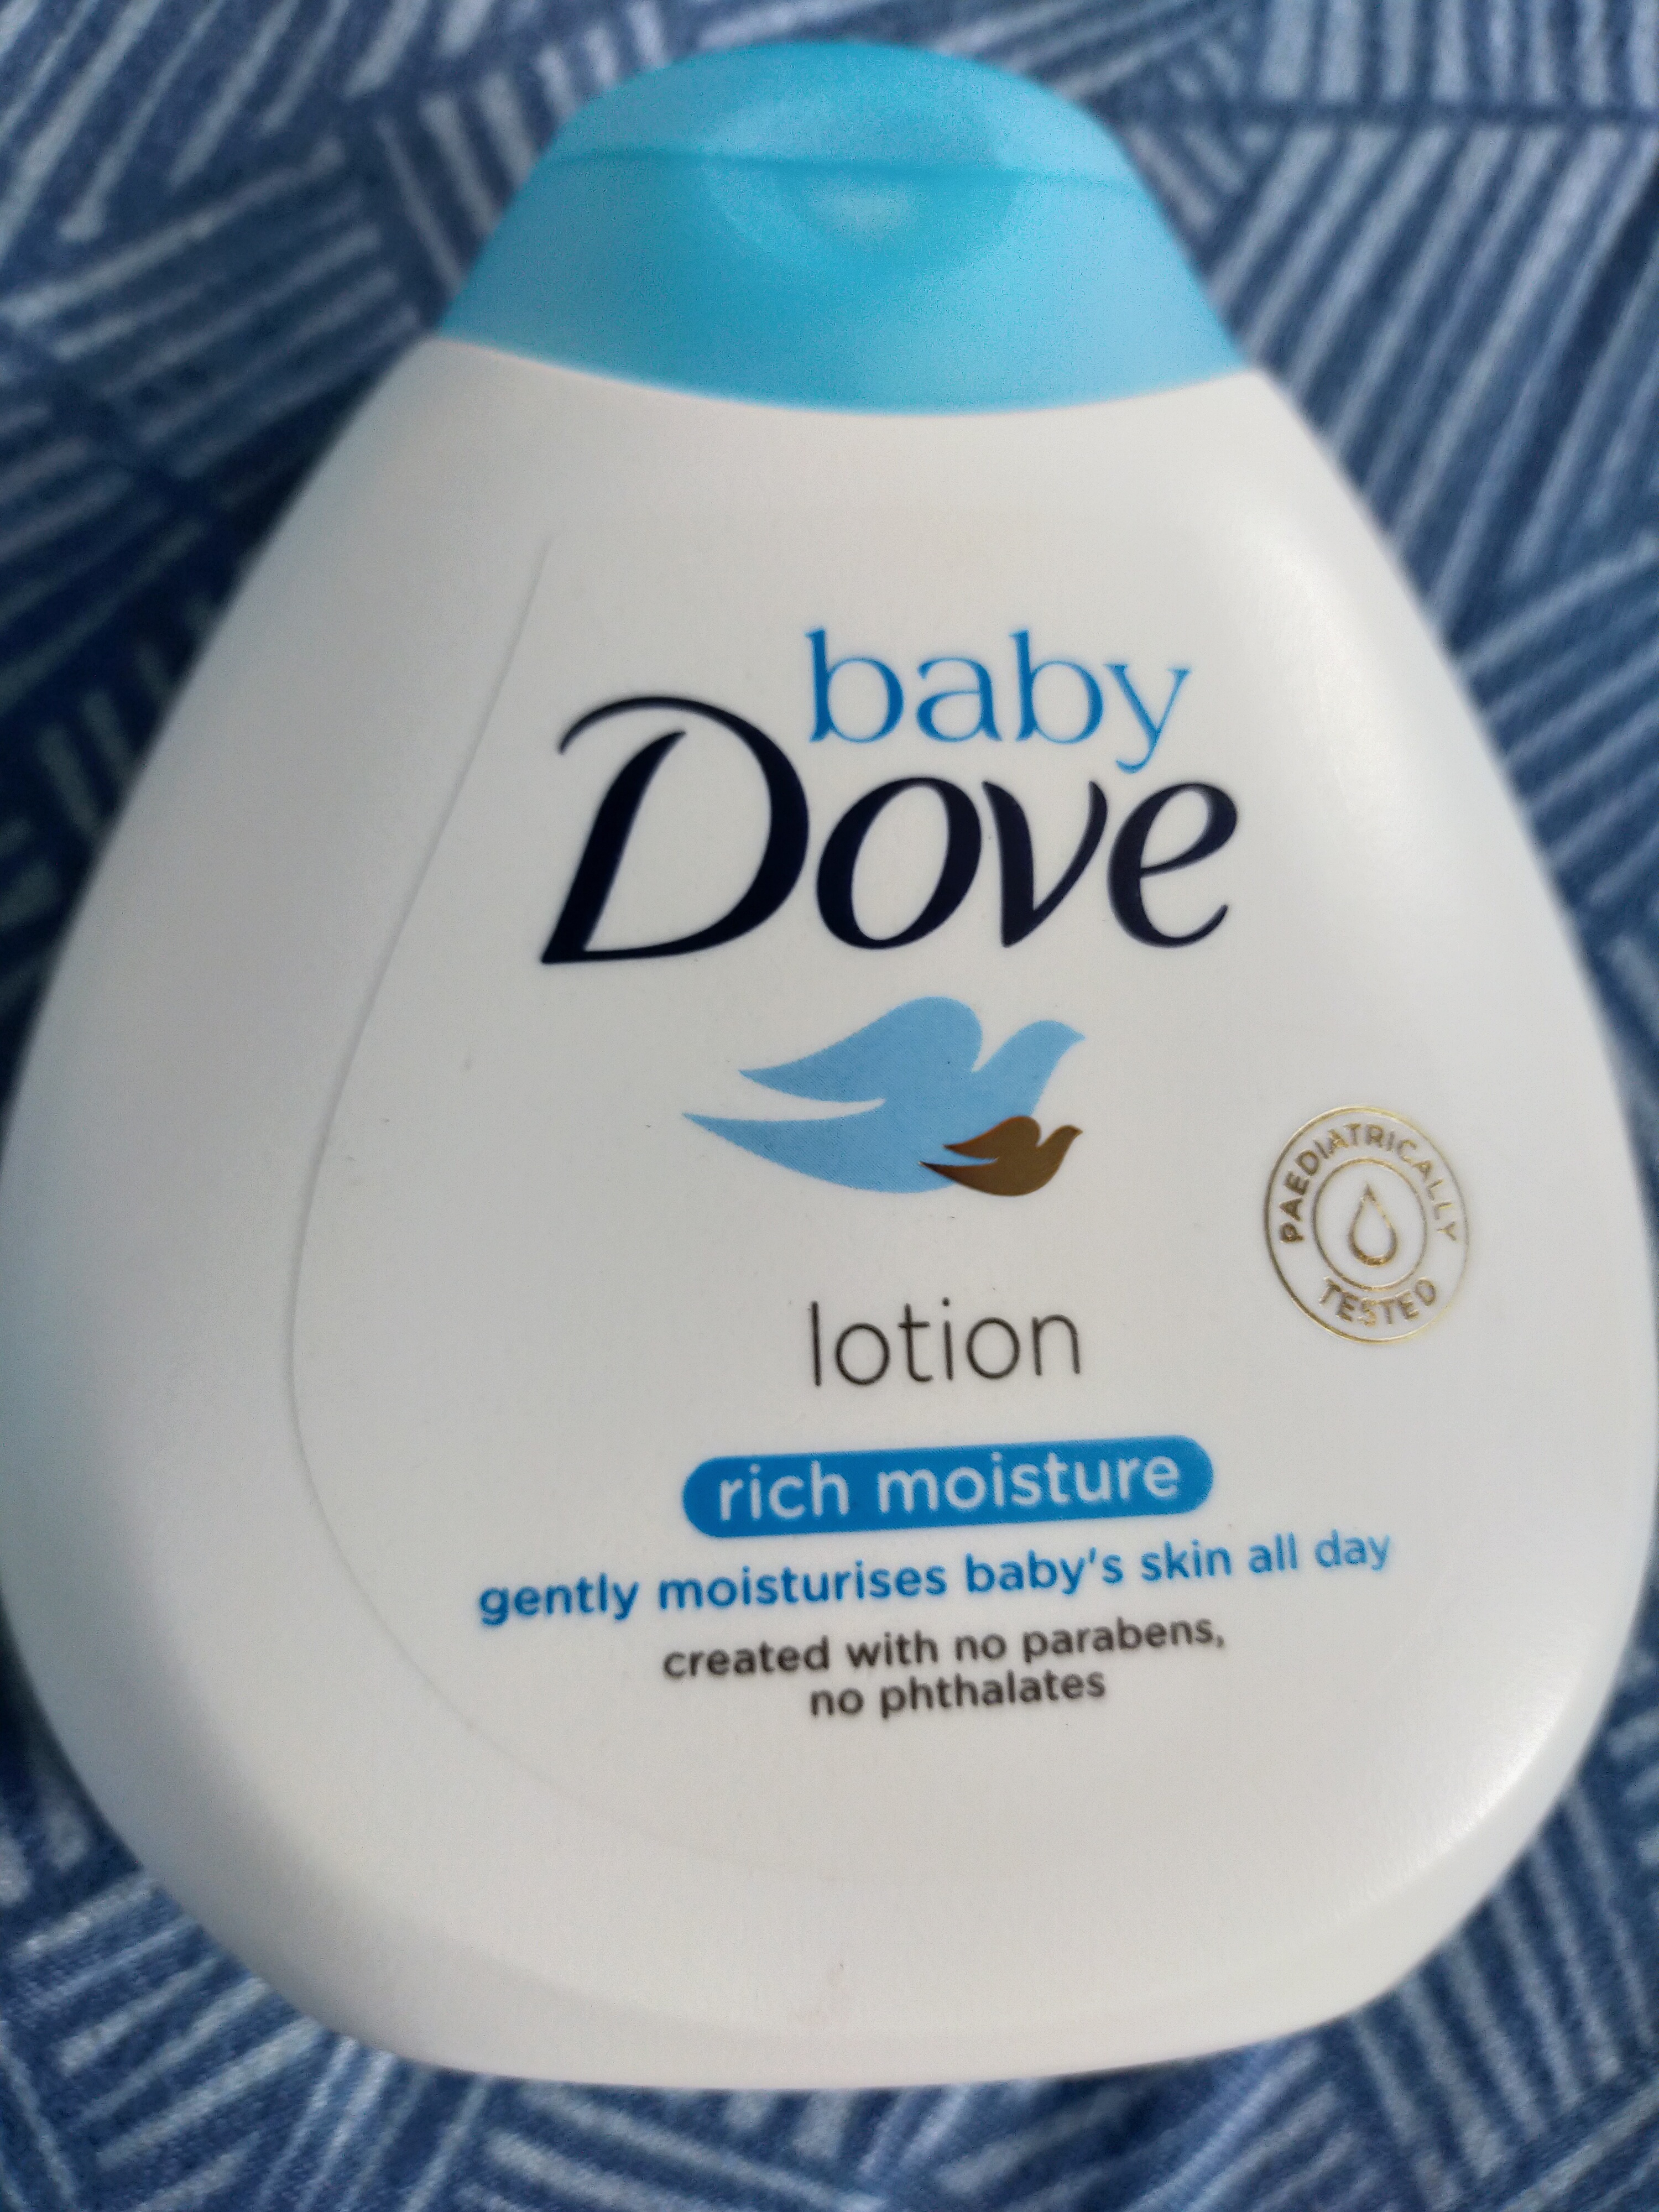 baby
Dove
PAEDIATRICALLY
TESTED
lotion
rich moisture
gently moisturises baby's skin all day
created with no parabens,
no phthalates